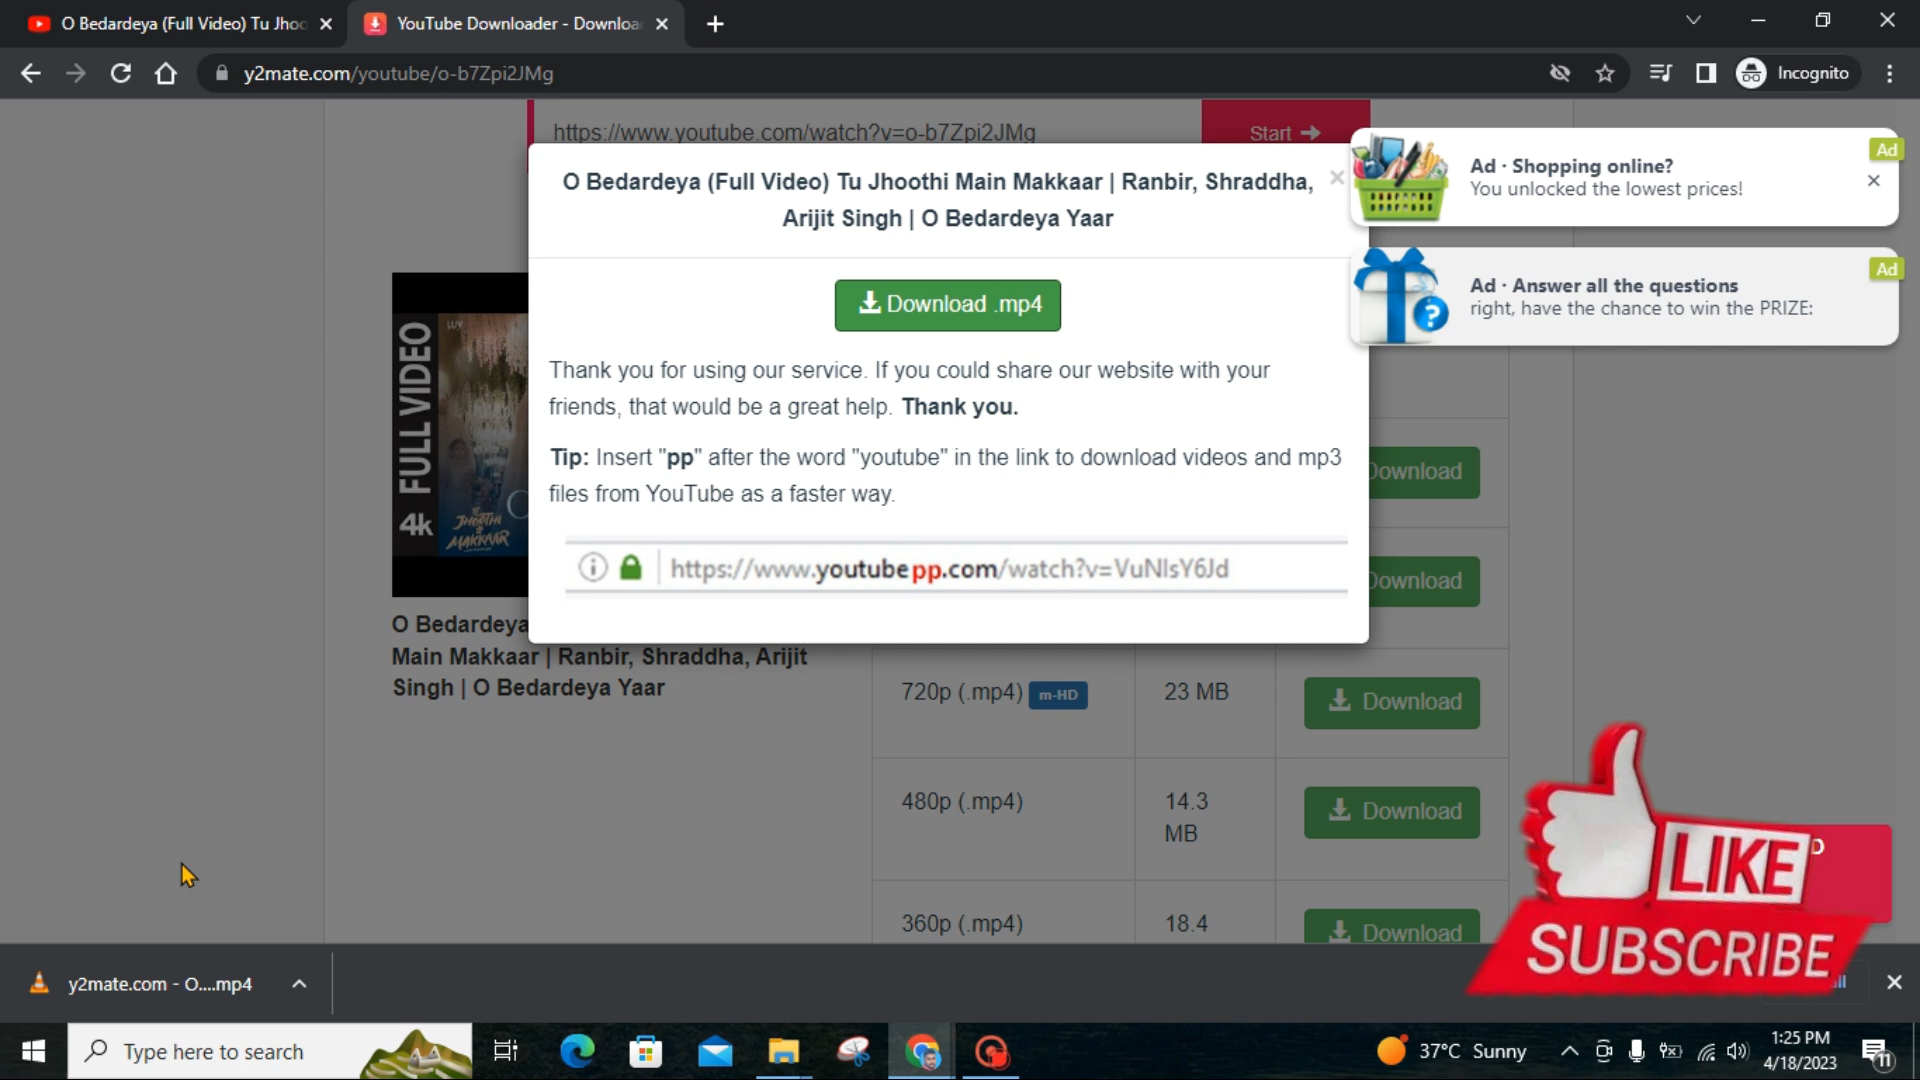 O Bedardeya (Full Video) Tu Jhoo
YouTube Downloader - Downloa
y2mate.com/youtube/o-b7Zpi2JMg
Incognito
https://www.youtube.com/watch?v=o-b7Zpi2JMg
Start
O Bedardeya (Full Video) Tu Jhoothi Main Makkaar | Ranbir, Shraddha,
Arijit Singh | O Bedardeya Yaar
Download .mp4
Thank you for using our service. If you could share our website with your
friends, that would be a great help. Thank you.
Tip: Insert "pp" after the word "youtube" in the link to download videos and mp3
files from YouTube as a faster way.
https://www.youtubepp.com/watch?v=VuNlsY6Jd
Ad · Shopping online?
You unlocked the lowest prices!
Ad
Ad · Answer all the questions
right, have the chance to win the PRIZE:
Ad
FULL VIDEO
4k
LUV
JHOOTHI
MAKKAAR
O Bedardeya
Main Makkaar | Ranbir, Shraddha, Arijit
Singh | O Bedardeya Yaar
Download
Download
720p (.mp4) m-HD
23 MB
Download
480p (.mp4)
14.3
MB
Download
360p (.mp4)
18.4
Download
LIKE
SUBSCRIBE
y2mate.com - O....mp4
Type here to search
37°C Sunny
1:25 PM
4/18/2023
11